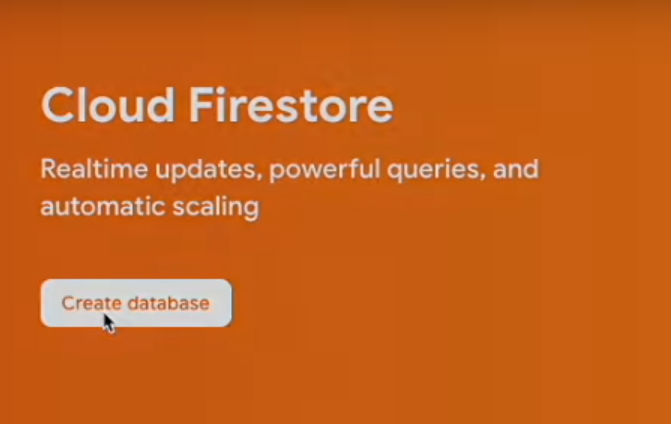 Cloud Firestore
Realtime updates, powerful queries, and
automatic scaling
Create database